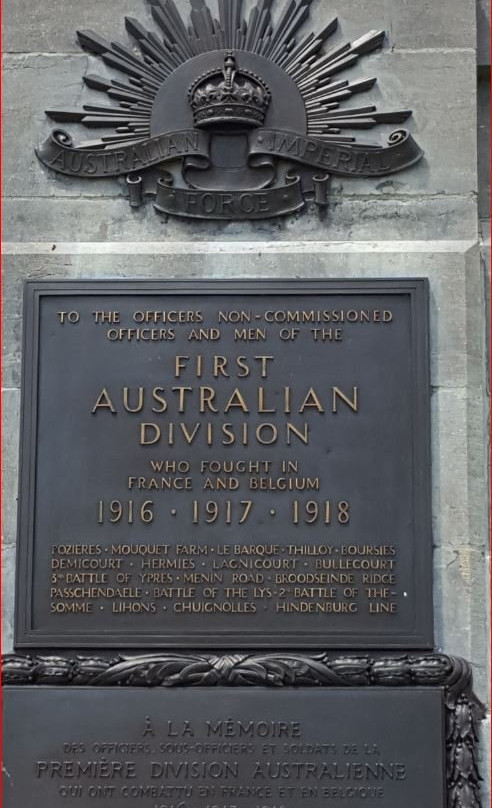 AUSTRALIAN IMPERIAL
FORCE
TO THE OFFICERS NON-COMMISSIONED
OFFICERS AND MEN OF THE
FIRST
AUSTRALIAN
DIVISION
WHO FOUGHT IN
FRANCE AND BELGIUM
1916 · 1917 · 1918
POZIERES · MOUQUET FARM · LE BARQUE · THILLOY · BOURSIES
DEMICOURT · HERMIES · LAGNICOURT · BULLECOURT
3RD BATTLE OF YPRES · MENIN ROAD · BROODSEINDE RIDGE
PASSCHENDAELE · BATTLE OF THE LYS · 2ND BATTLE OF THE-
SOMME · LIHONS · CHUIGNOLLES · HINDENBURG LINE
À LA MÉMOIRE
DES OFFICIERS, SOUS-OFFICIERS ET SOLDATS DE LA
PREMIÈRE DIVISION AUSTRALIENNE
QUI ONT COMBATTU EN FRANCE ET EN BELGIQUE